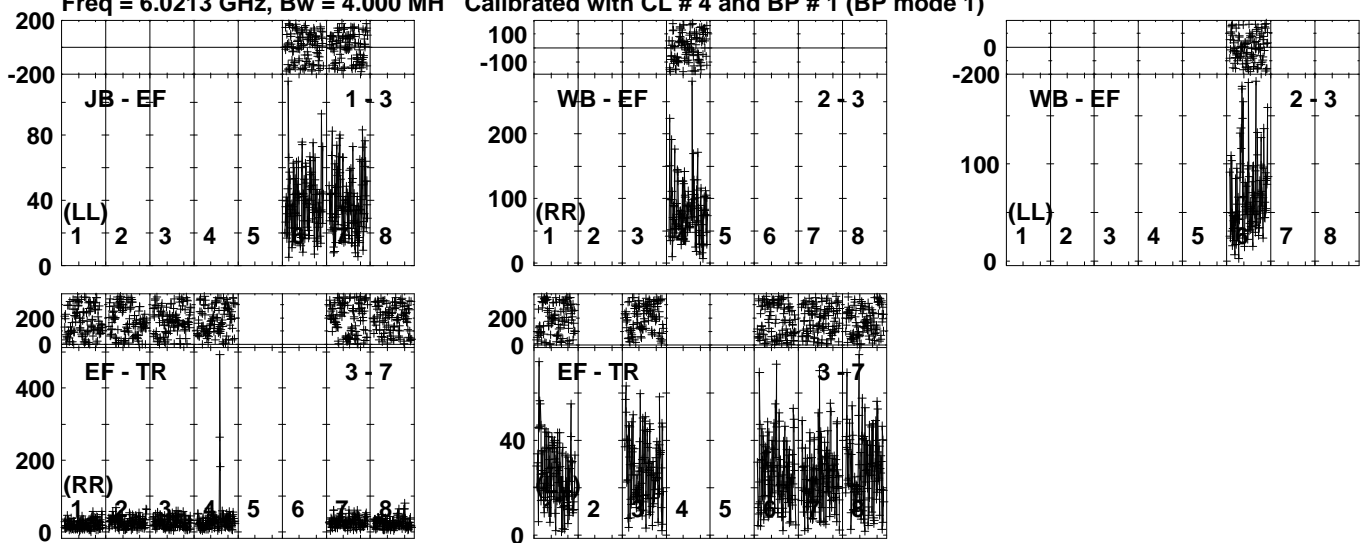 Freq = 6.0213 GHz, Bw = 4.000 MH Calibrated with CL # 4 and BP # 1 (BP mode 1)
200
-200
JB - EF 1 - 3
80
40
0
(LL)
1 2 3 4 5 6 7 8
100
-100
WB - EF 2 - 3
200
100
0
(RR)
1 2 3 4 5 6 7 8
0
-200
WB - EF 2 - 3
100
0
(LL)
1 2 3 4 5 6 7 8
200
0
EF - TR 3 - 7
400
200
0
(RR)
1 2 3 4 5 6 7 8
200
0
EF - TR 3 - 7
40
0
2 3 4 5 6 7 8